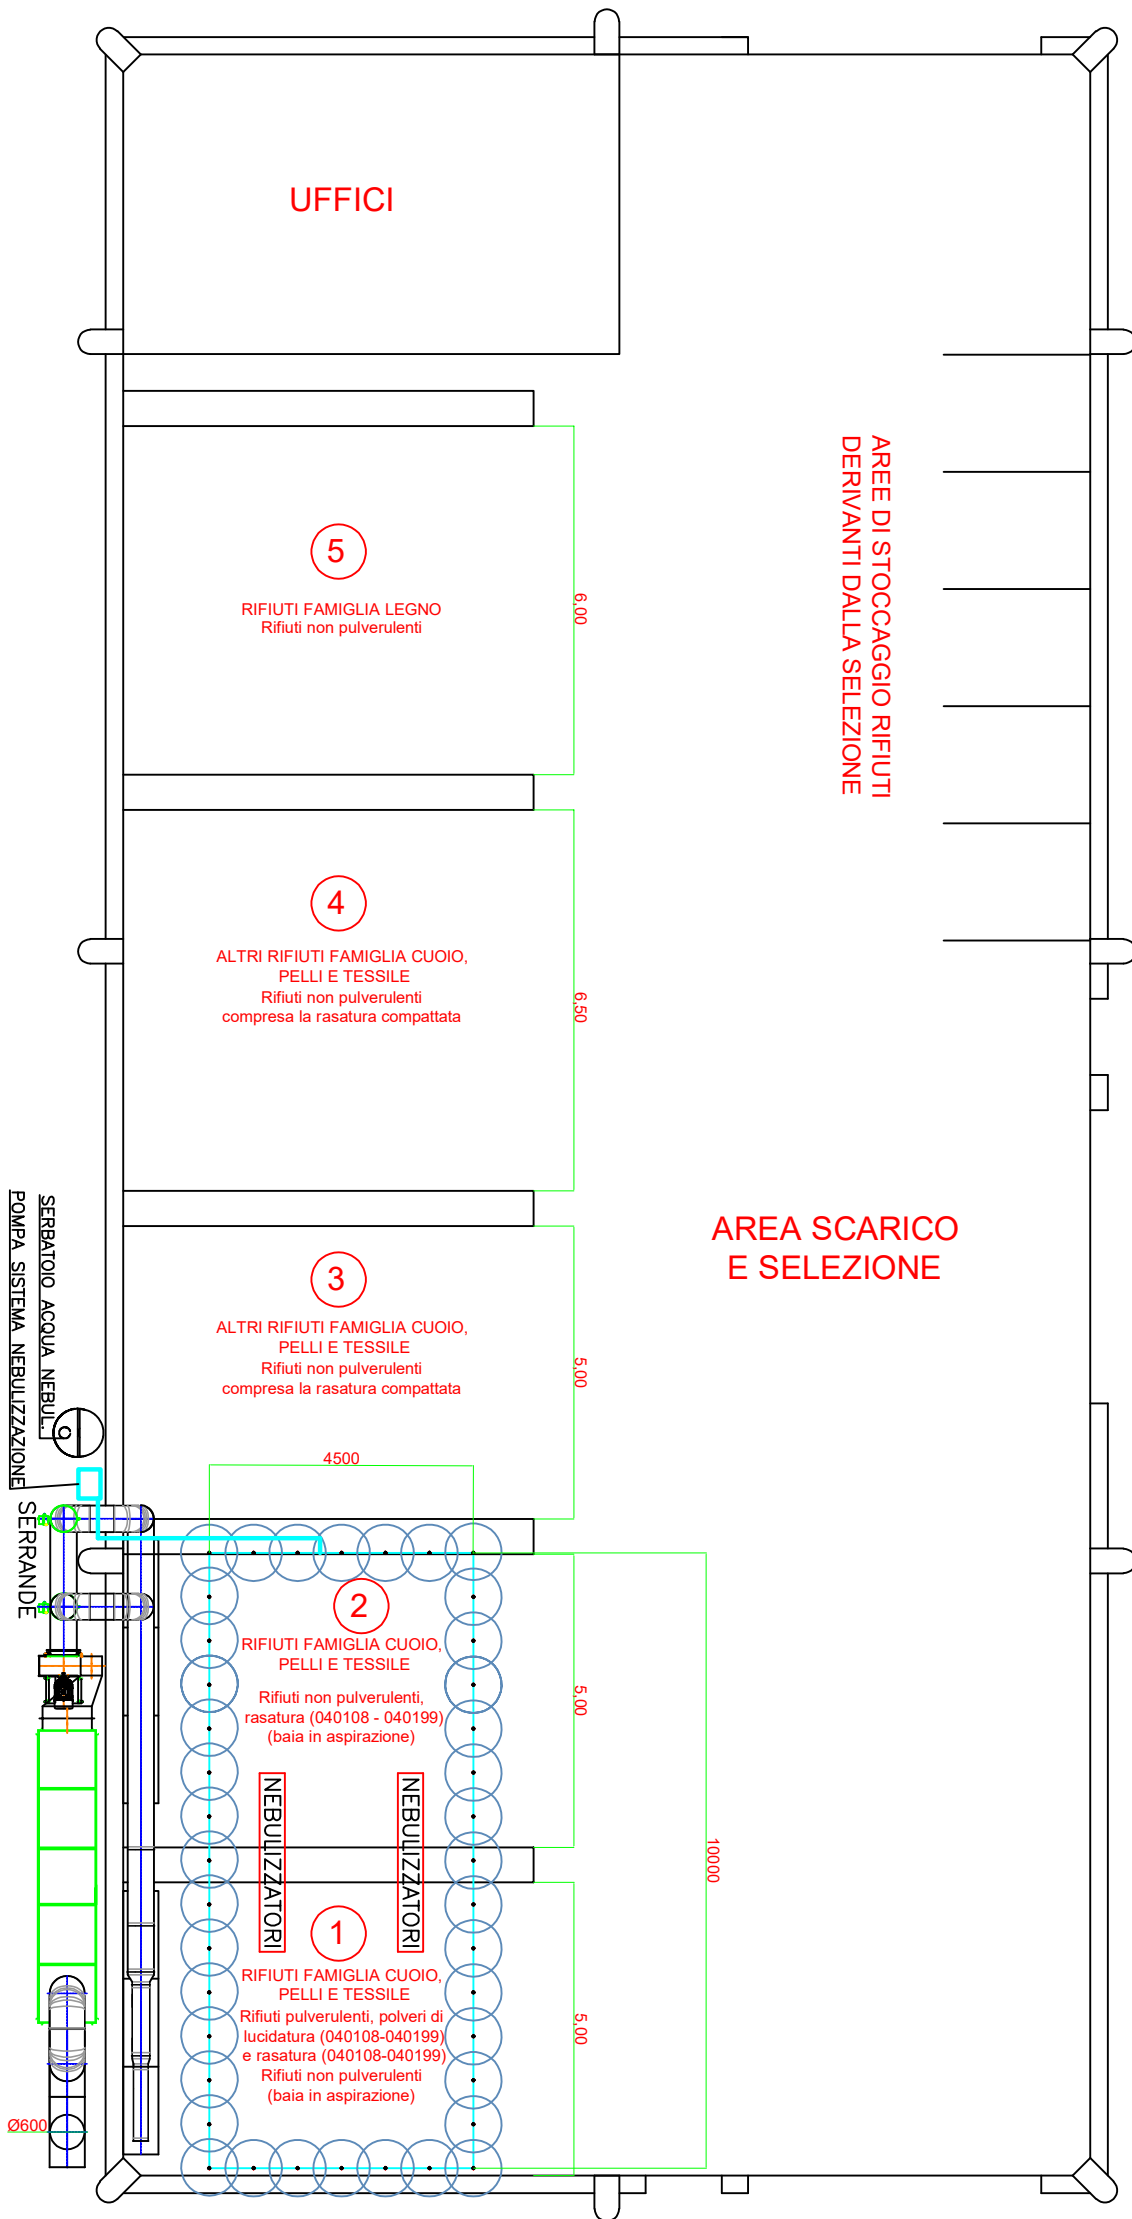 UFFICI
AREE DI STOCCAGGIO RIFIUTI
DERIVANTI DALLA SELEZIONE
5
RIFIUTI FAMIGLIA LEGNO
Rifiuti non pulverulenti
6,00
4
ALTRI RIFIUTI FAMIGLIA CUOIO,
PELLI E TESSILE
Rifiuti non pulverulenti
compresa la rasatura compattata
6,50
AREA SCARICO
E SELEZIONE
3
ALTRI RIFIUTI FAMIGLIA CUOIO,
PELLI E TESSILE
Rifiuti non pulverulenti
compresa la rasatura compattata
5,00
SERBATOIO ACQUA NEBUL.
POMPA SISTEMA NEBULIZZAZIONE
SERRANDE
4500
2
RIFIUTI FAMIGLIA CUOIO,
PELLI E TESSILE
Rifiuti non pulverulenti,
rasatura (040108 - 040199)
(baia in aspirazione)
5,00
NEBULIZZATORI
NEBULIZZATORI
10000
1
RIFIUTI FAMIGLIA CUOIO,
PELLI E TESSILE
Rifiuti pulverulenti, polveri di
lucidatura (040108-040199)
e rasatura (040108-040199)
Rifiuti non pulverulenti
(baia in aspirazione)
5,00
Ø600